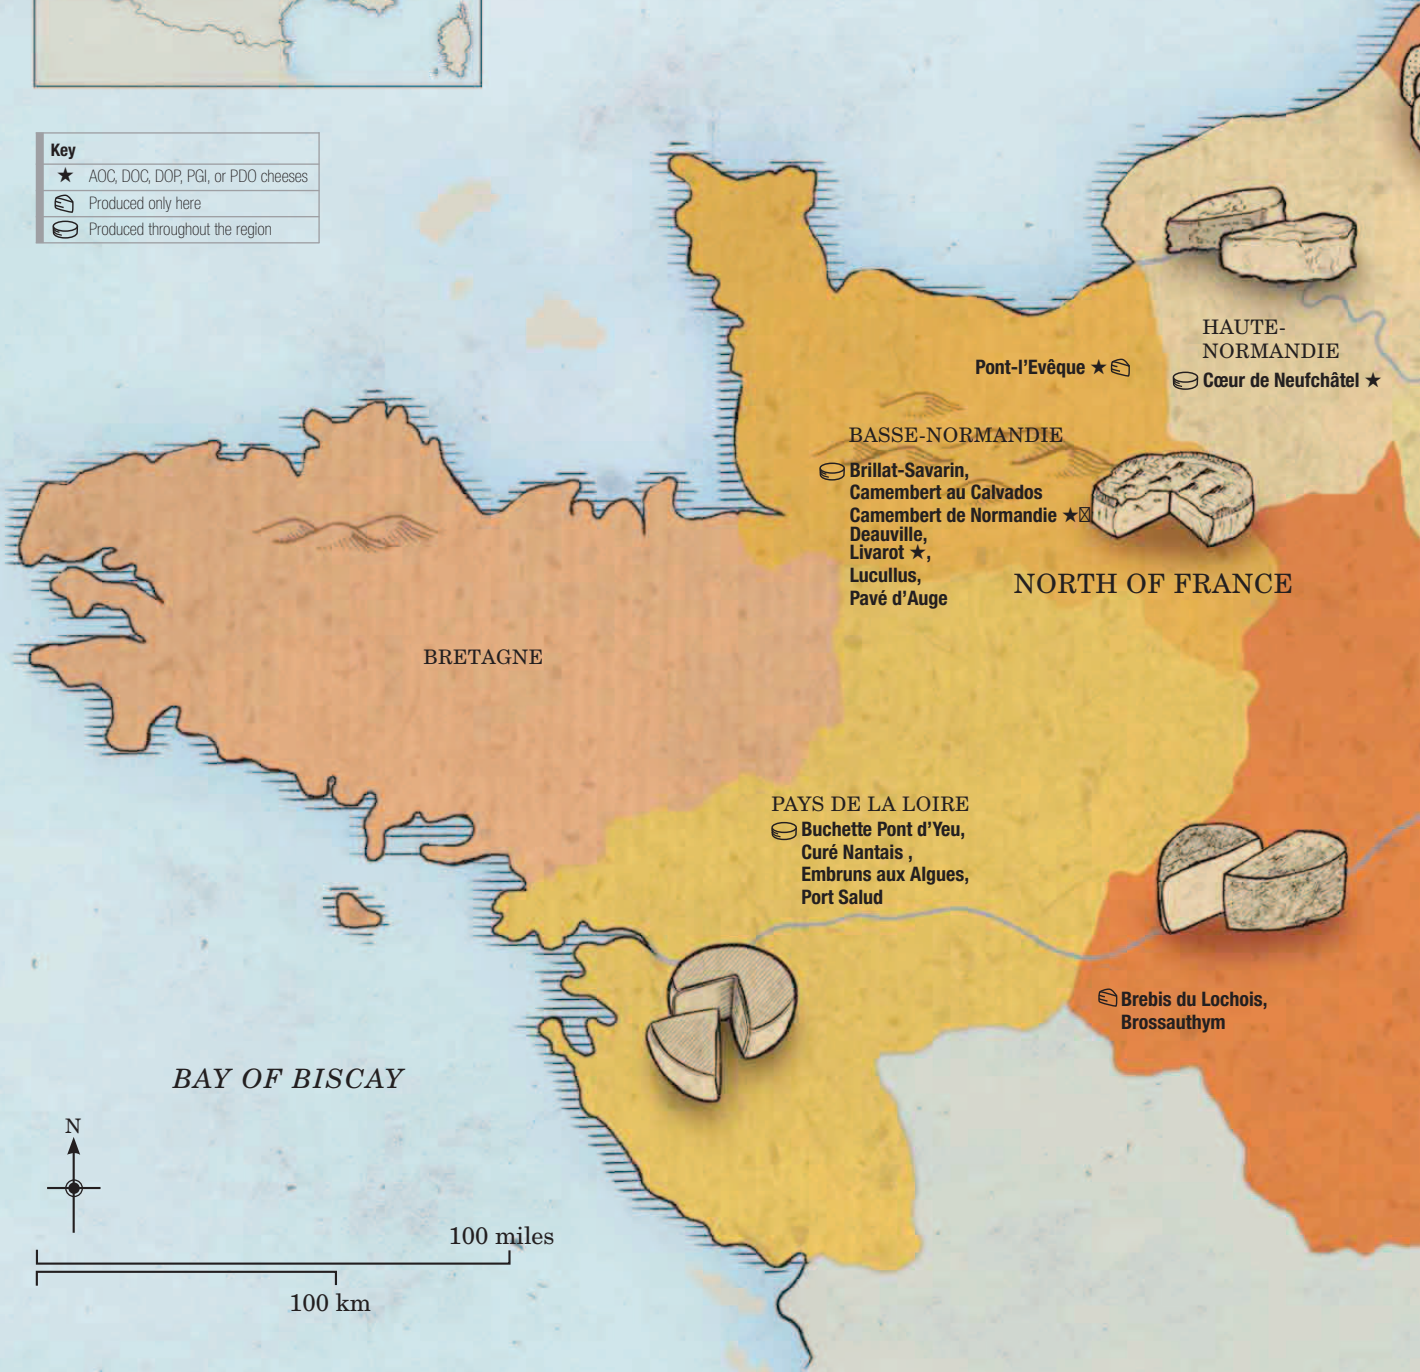 Key
★ AOC, DOC, DOP, PGI, or PDO cheeses
Produced only here
Produced throughout the region
HAUTE-
NORMANDIE
Cœur de Neufchâtel ★
Pont-l'Evêque ★
BASSE-NORMANDIE
Brillat-Savarin,
Camembert au Calvados
Camembert de Normandie ★
Deauville,
Livarot ★,
Lucullus,
Pavé d'Auge
NORTH OF FRANCE
BRETAGNE
PAYS DE LA LOIRE
Buchette Pont d'Yeu,
Curé Nantais ,
Embruns aux Algues,
Port Salud
Brebis du Lochois,
Brossauthym
BAY OF BISCAY
N
100 miles
100 km